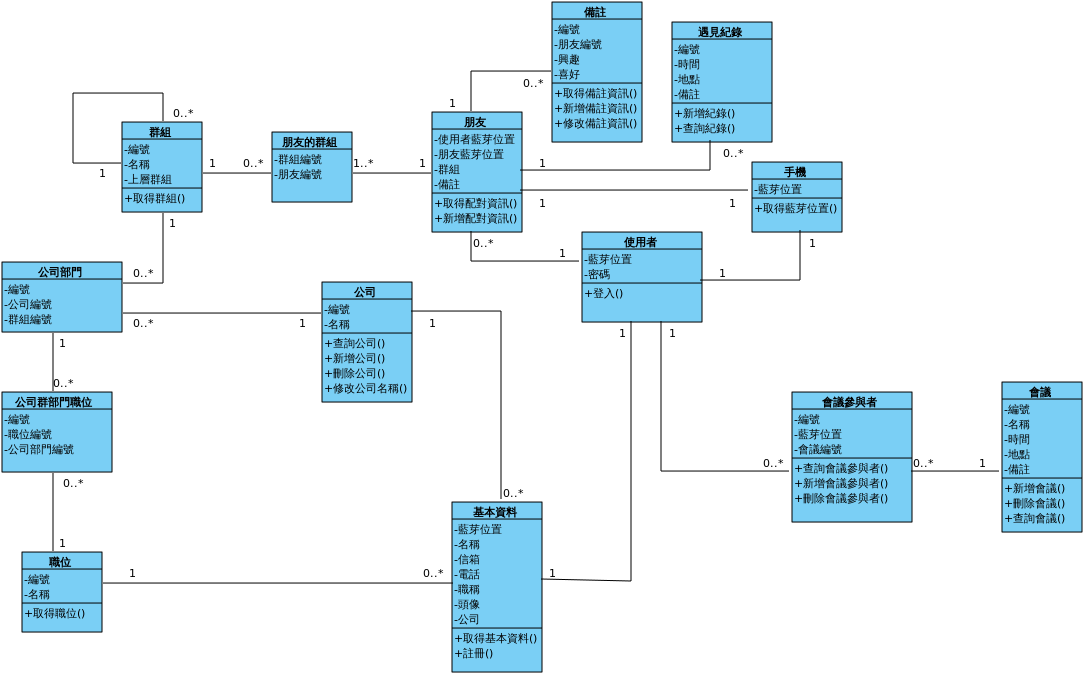 備註
-編號
-朋友編號
-興趣
-喜好
+取得備註資訊()
+新增備註資訊()
+修改備註資訊()
遇見紀錄
-編號
-時間
-地點
-備註
+新增紀錄()
+查詢紀錄()
0..*
1
0..*
群組
-編號
-名稱
-上層群組
+取得群組()
1
1
0..*
朋友的群組
-群組編號
-朋友編號
1..*
1
朋友
-使用者藍芽位置
-朋友藍芽位置
-群組
-備註
+取得配對資訊()
+新增配對資訊()
1
0..*
1
1
手機
-藍芽位置
+取得藍芽位置()
1
0..*
1
使用者
-藍芽位置
-密碼
+登入()
1
1
1
1
0..*
公司部門
-編號
-公司編號
-群組編號
0..*
1
公司
-編號
-名稱
+查詢公司()
+新增公司()
+刪除公司()
+修改公司名稱()
1
1
0..*
公司群部門職位
-編號
-職位編號
-公司部門編號
0..*
1
職位
-編號
-名稱
+取得職位()
1
0..*
0..*
基本資料
-藍芽位置
-名稱
-信箱
-電話
-職稱
-頭像
-公司
+取得基本資料()
+註冊()
1
0..*
會議參與者
-編號
-藍芽位置
-會議編號
+查詢會議參與者()
+新增會議參與者()
+刪除會議參與者()
0..*
1
會議
-編號
-名稱
-時間
-地點
-備註
+新增會議()
+刪除會議()
+查詢會議()